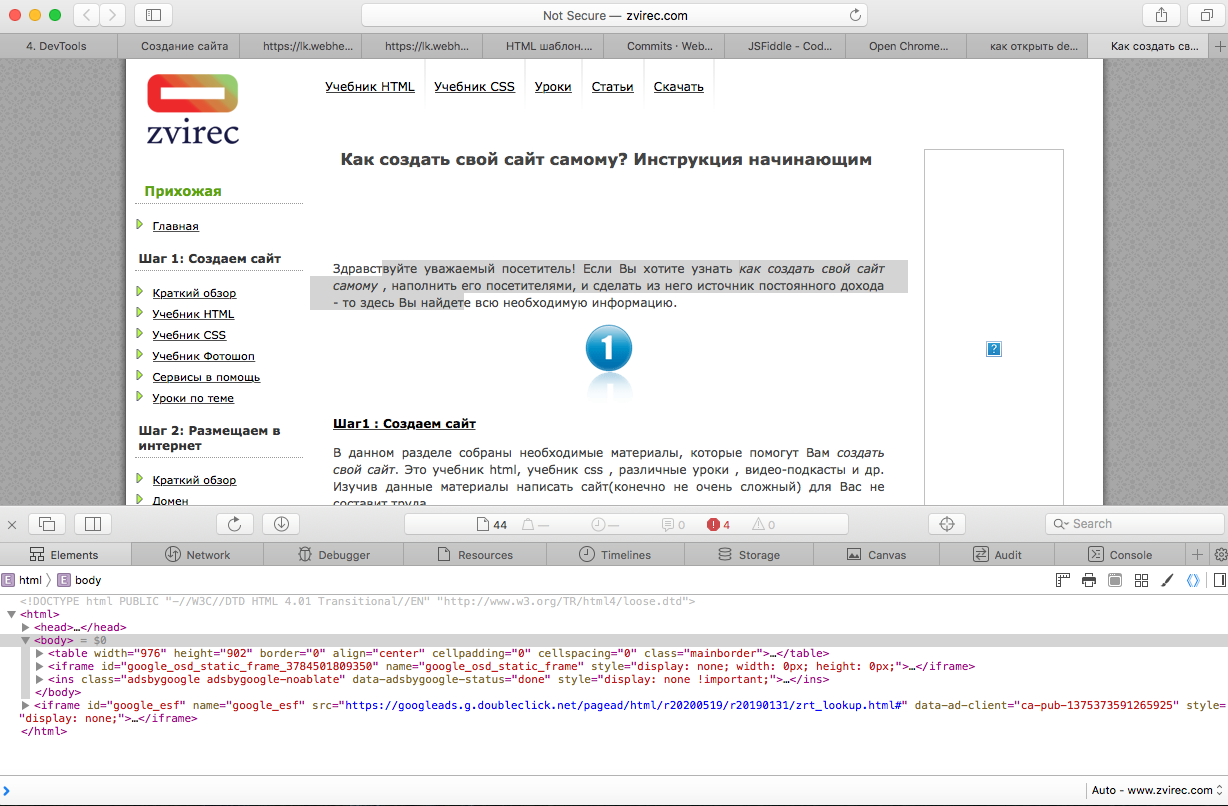 Not Secure — zvirec.com
4. DevTools
Создание сайта
https://lk.webhe...
https://lk.webh...
HTML шаблон....
Commits · Web...
JSFiddle - Cod...
Open Chrome...
как открыть de...
Как создать св...
zvirec
Учебник HTML
Учебник CSS
Уроки
Статьи
Скачать
Прихожая
Главная
Шаг 1: Создаем сайт
Краткий обзор
Учебник HTML
Учебник CSS
Учебник Фотошоп
Сервисы в помощь
Уроки по теме
Шаг 2: Размещаем в
интернет
Краткий обзор
Домен
Как создать свой сайт самому? Инструкция начинающим
Здравствуйте уважаемый посетитель! Если Вы хотите узнать как создать свой сайт
самому , наполнить его посетителями, и сделать из него источник постоянного дохода
- то здесь Вы найдете всю необходимую информацию.
1
Шаг1 : Создаем сайт
В данном разделе собраны необходимые материалы, которые помогут Вам создать
свой сайт. Это учебник html, учебник css , различные уроки , видео-подкасты и др.
Изучив данные материалы написать сайт(конечно не очень сложный) для Вас не
составит труда.
?
44
—
—
0
4
0
Search
Elements
Network
Debugger
Resources
Timelines
Storage
Canvas
Audit
Console
E html
E body
<!DOCTYPE html PUBLIC "-//W3C//DTD HTML 4.01 Transitional//EN" "http://www.w3.org/TR/html4/loose.dtd">
<html>
<head>…</head>
<body> = $0
<table width="976" height="902" border="0" align="center" cellpadding="0" cellspacing="0" class="mainborder">…</table>
<iframe id="google_osd_static_frame_3784501809350" name="google_osd_static_frame" style="display: none; width: 0px; height: 0px;">…</iframe>
<ins class="adsbygoogle adsbygoogle-noablate" data-adsbygoogle-status="done" style="display: none !important;">…</ins>
</body>
<iframe id="google_esf" name="google_esf" src="https://googleads.g.doubleclick.net/pagead/html/r20200519/r20190131/zrt_lookup.html#" data-ad-client="ca-pub-1375373591265925" style=
"display: none;">…</iframe>
</html>
Auto - www.zvirec.com